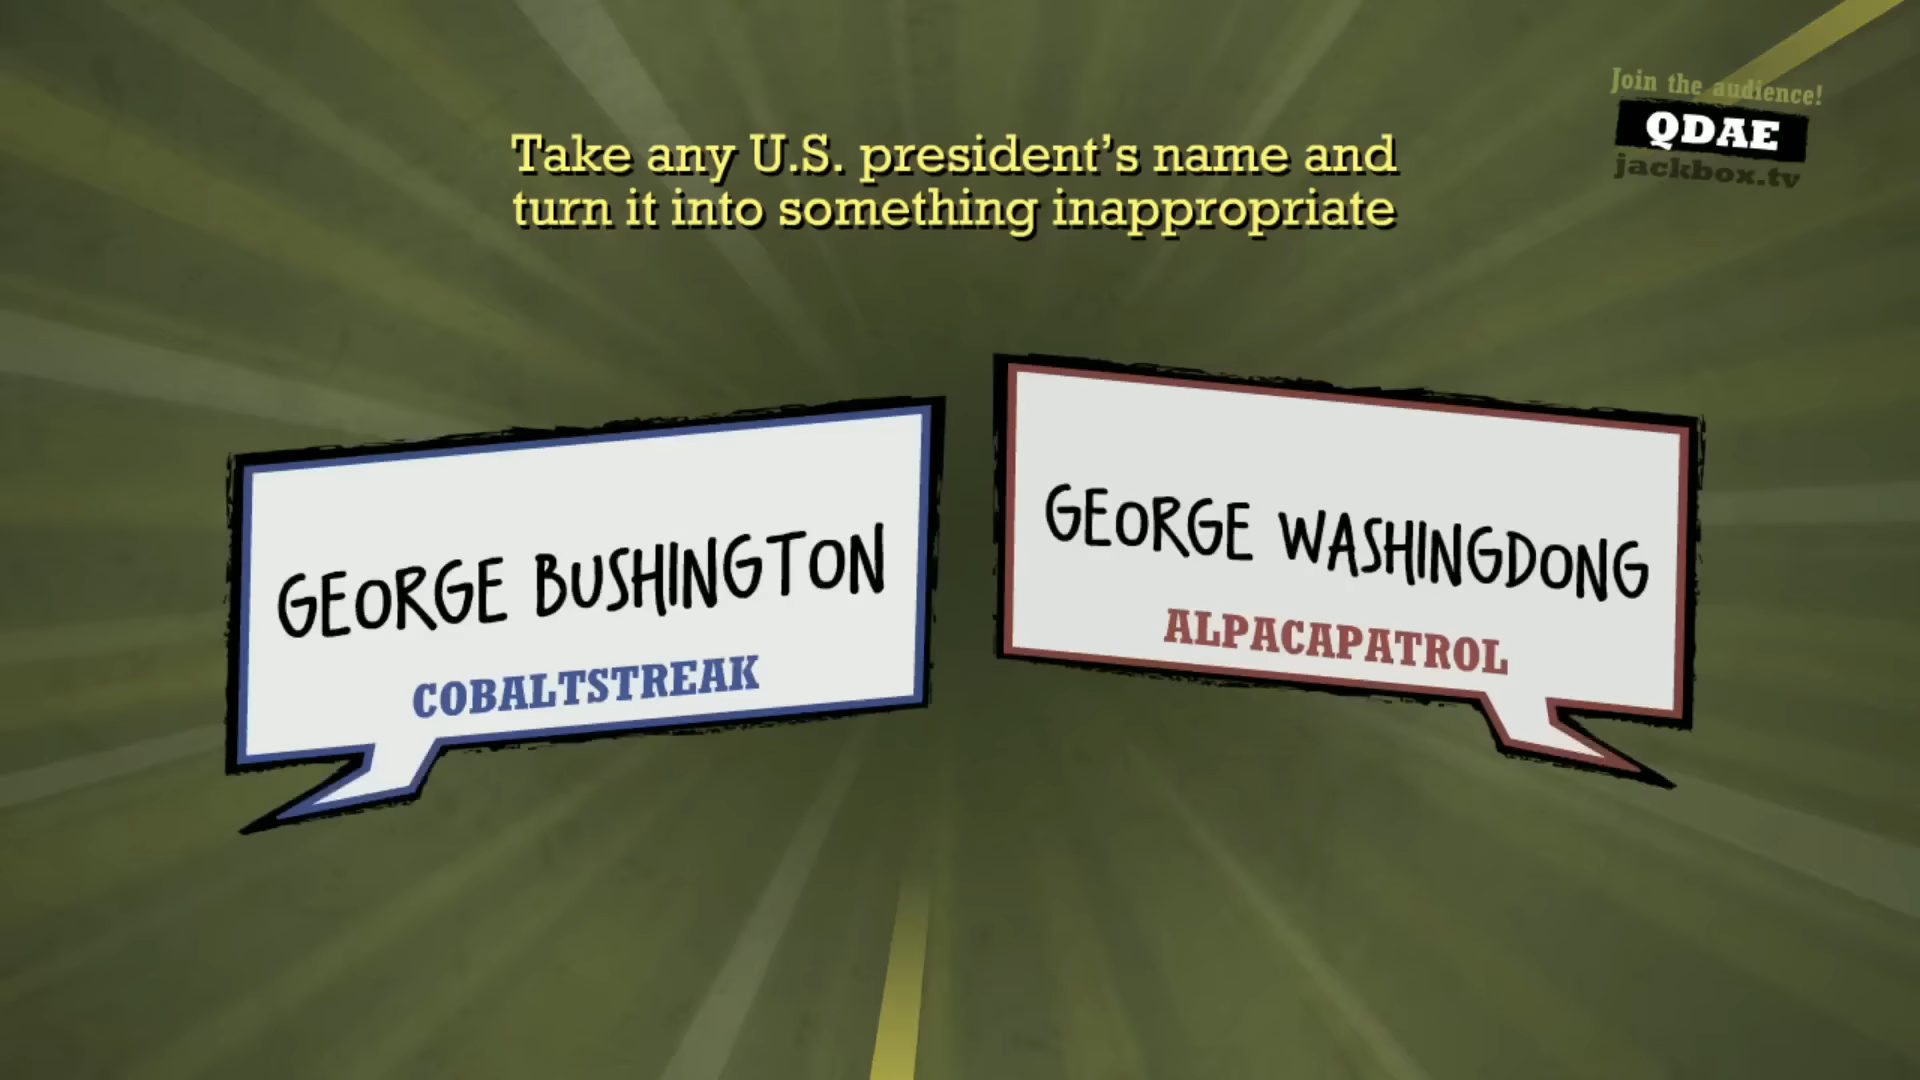 Join the audience!
QDAE
jackbox.tv
Take any U.S. president's name and
turn it into something inappropriate
GEORGE BUSHINGTON
COBALTSTREAK
GEORGE WASHINGDONG
ALPACAPATROL